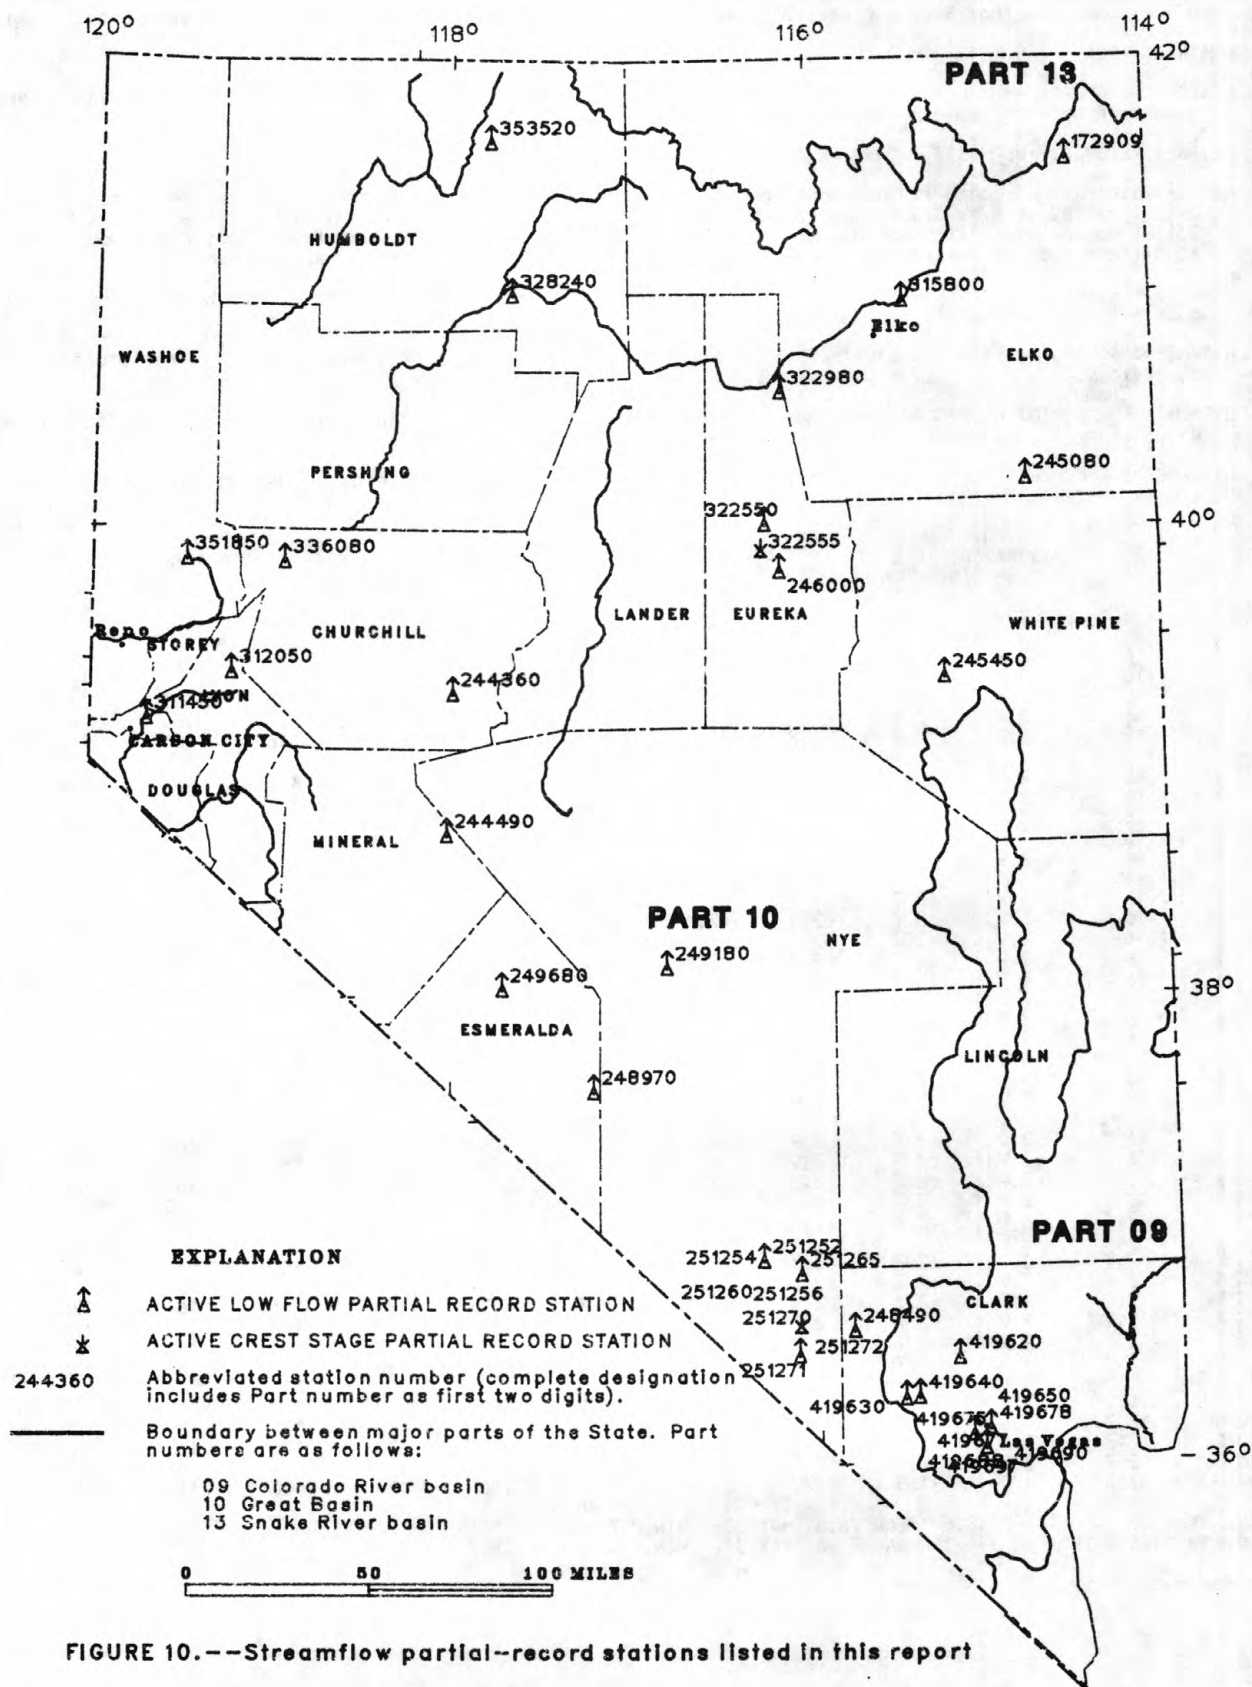 120°
118°
116°
114°
42°
PART 13
353520
172909
HUMBOLDT
328240
315800
Elko
WASHOE
ELKO
322980
PERSHING
245080
322550
40°
351850
336080
322555
246000
CHURCHILL
LANDER
EUREKA
WHITE PINE
Reno
STOREY
312050
245450
244360
LYON
311450
CARSON CITY
DOUGLAS
244490
MINERAL
PART 10
NYE
249180
249680
38°
ESMERALDA
LINCOLN
248970
PART 09
251252
251254
251265
251260
251256
CLARK
251270
248490
251272
419620
251271
419640
419630
419650
419678
Las Vegas
419690
36°
EXPLANATION
ACTIVE LOW FLOW PARTIAL RECORD STATION
ACTIVE CREST STAGE PARTIAL RECORD STATION
244360 Abbreviated station number (complete designation
includes Part number as first two digits).
Boundary between major parts of the State. Part
numbers are as follows:
09 Colorado River basin
10 Great Basin
13 Snake River basin
0 50 100 MILES
FIGURE 10.--Streamflow partial-record stations listed in this report